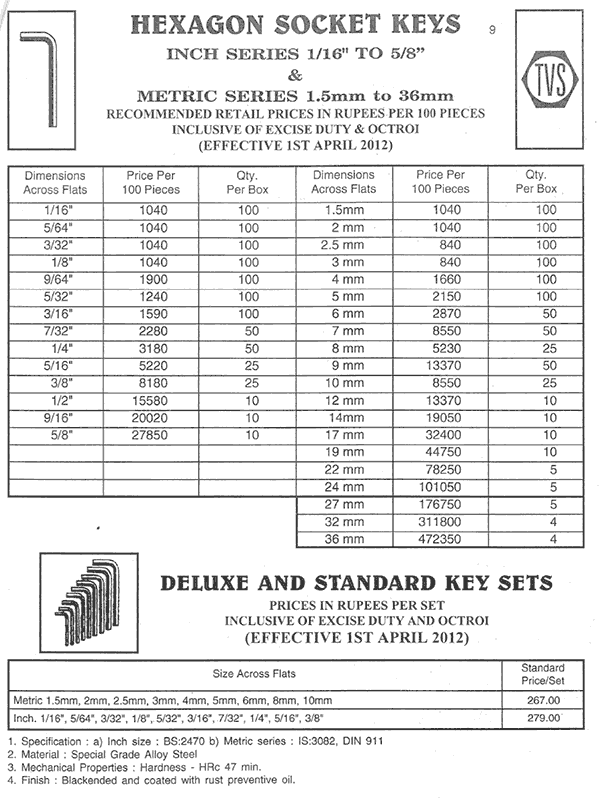 HEXAGON SOCKET KEYS
9
INCH SERIES 1/16" TO 5/8”
&
METRIC SERIES 1.5mm to 36mm
RECOMMENDED RETAIL PRICES IN RUPEES PER 100 PIECES
INCLUSIVE OF EXCISE DUTY & OCTROI
(EFFECTIVE 1ST APRIL 2012)
TVS
Dimensions Across Flats Price Per 100 Pieces Qty. Per Box Dimensions Across Flats Price Per 100 Pieces Qty. Per Box
1/16" 1040 100 1.5mm 1040 100
5/64" 1040 100 2 mm 1040 100
3/32" 1040 100 2.5 mm 840 100
1/8" 1040 100 3 mm 840 100
9/64" 1900 100 4 mm 1660 100
5/32" 1240 100 5 mm 2150 100
3/16" 1590 100 6 mm 2870 50
7/32" 2280 50 7 mm 8550 50
1/4" 3180 50 8 mm 5230 25
5/16" 5220 25 9 mm 13370 50
3/8" 8180 25 10 mm 8550 25
1/2" 15580 10 12 mm 13370 10
9/16" 20020 10 14mm 19050 10
5/8" 27850 10 17 mm 32400 10
19 mm 44750 10
22 mm 78250 5
24 mm 101050 5
27 mm 176750 5
32 mm 311800 4
36 mm 472350 4
DELUXE AND STANDARD KEY SETS
PRICES IN RUPEES PER SET
INCLUSIVE OF EXCISE DUTY AND OCTROI
(EFFECTIVE 1ST APRIL 2012)
Size Across Flats Standard Price/Set
Metric 1.5mm, 2mm, 2.5mm, 3mm, 4mm, 5mm, 6mm, 8mm, 10mm 267.00
Inch. 1/16", 5/64", 3/32", 1/8", 5/32", 3/16", 7/32", 1/4", 5/16", 3/8" 279.00
1. Specification : a) Inch size : BS:2470 b) Metric series : IS:3082, DIN 911
2. Material : Special Grade Alloy Steel
3. Mechanical Properties : Hardness - HRc 47 min.
4. Finish : Blackended and coated with rust preventive oil.